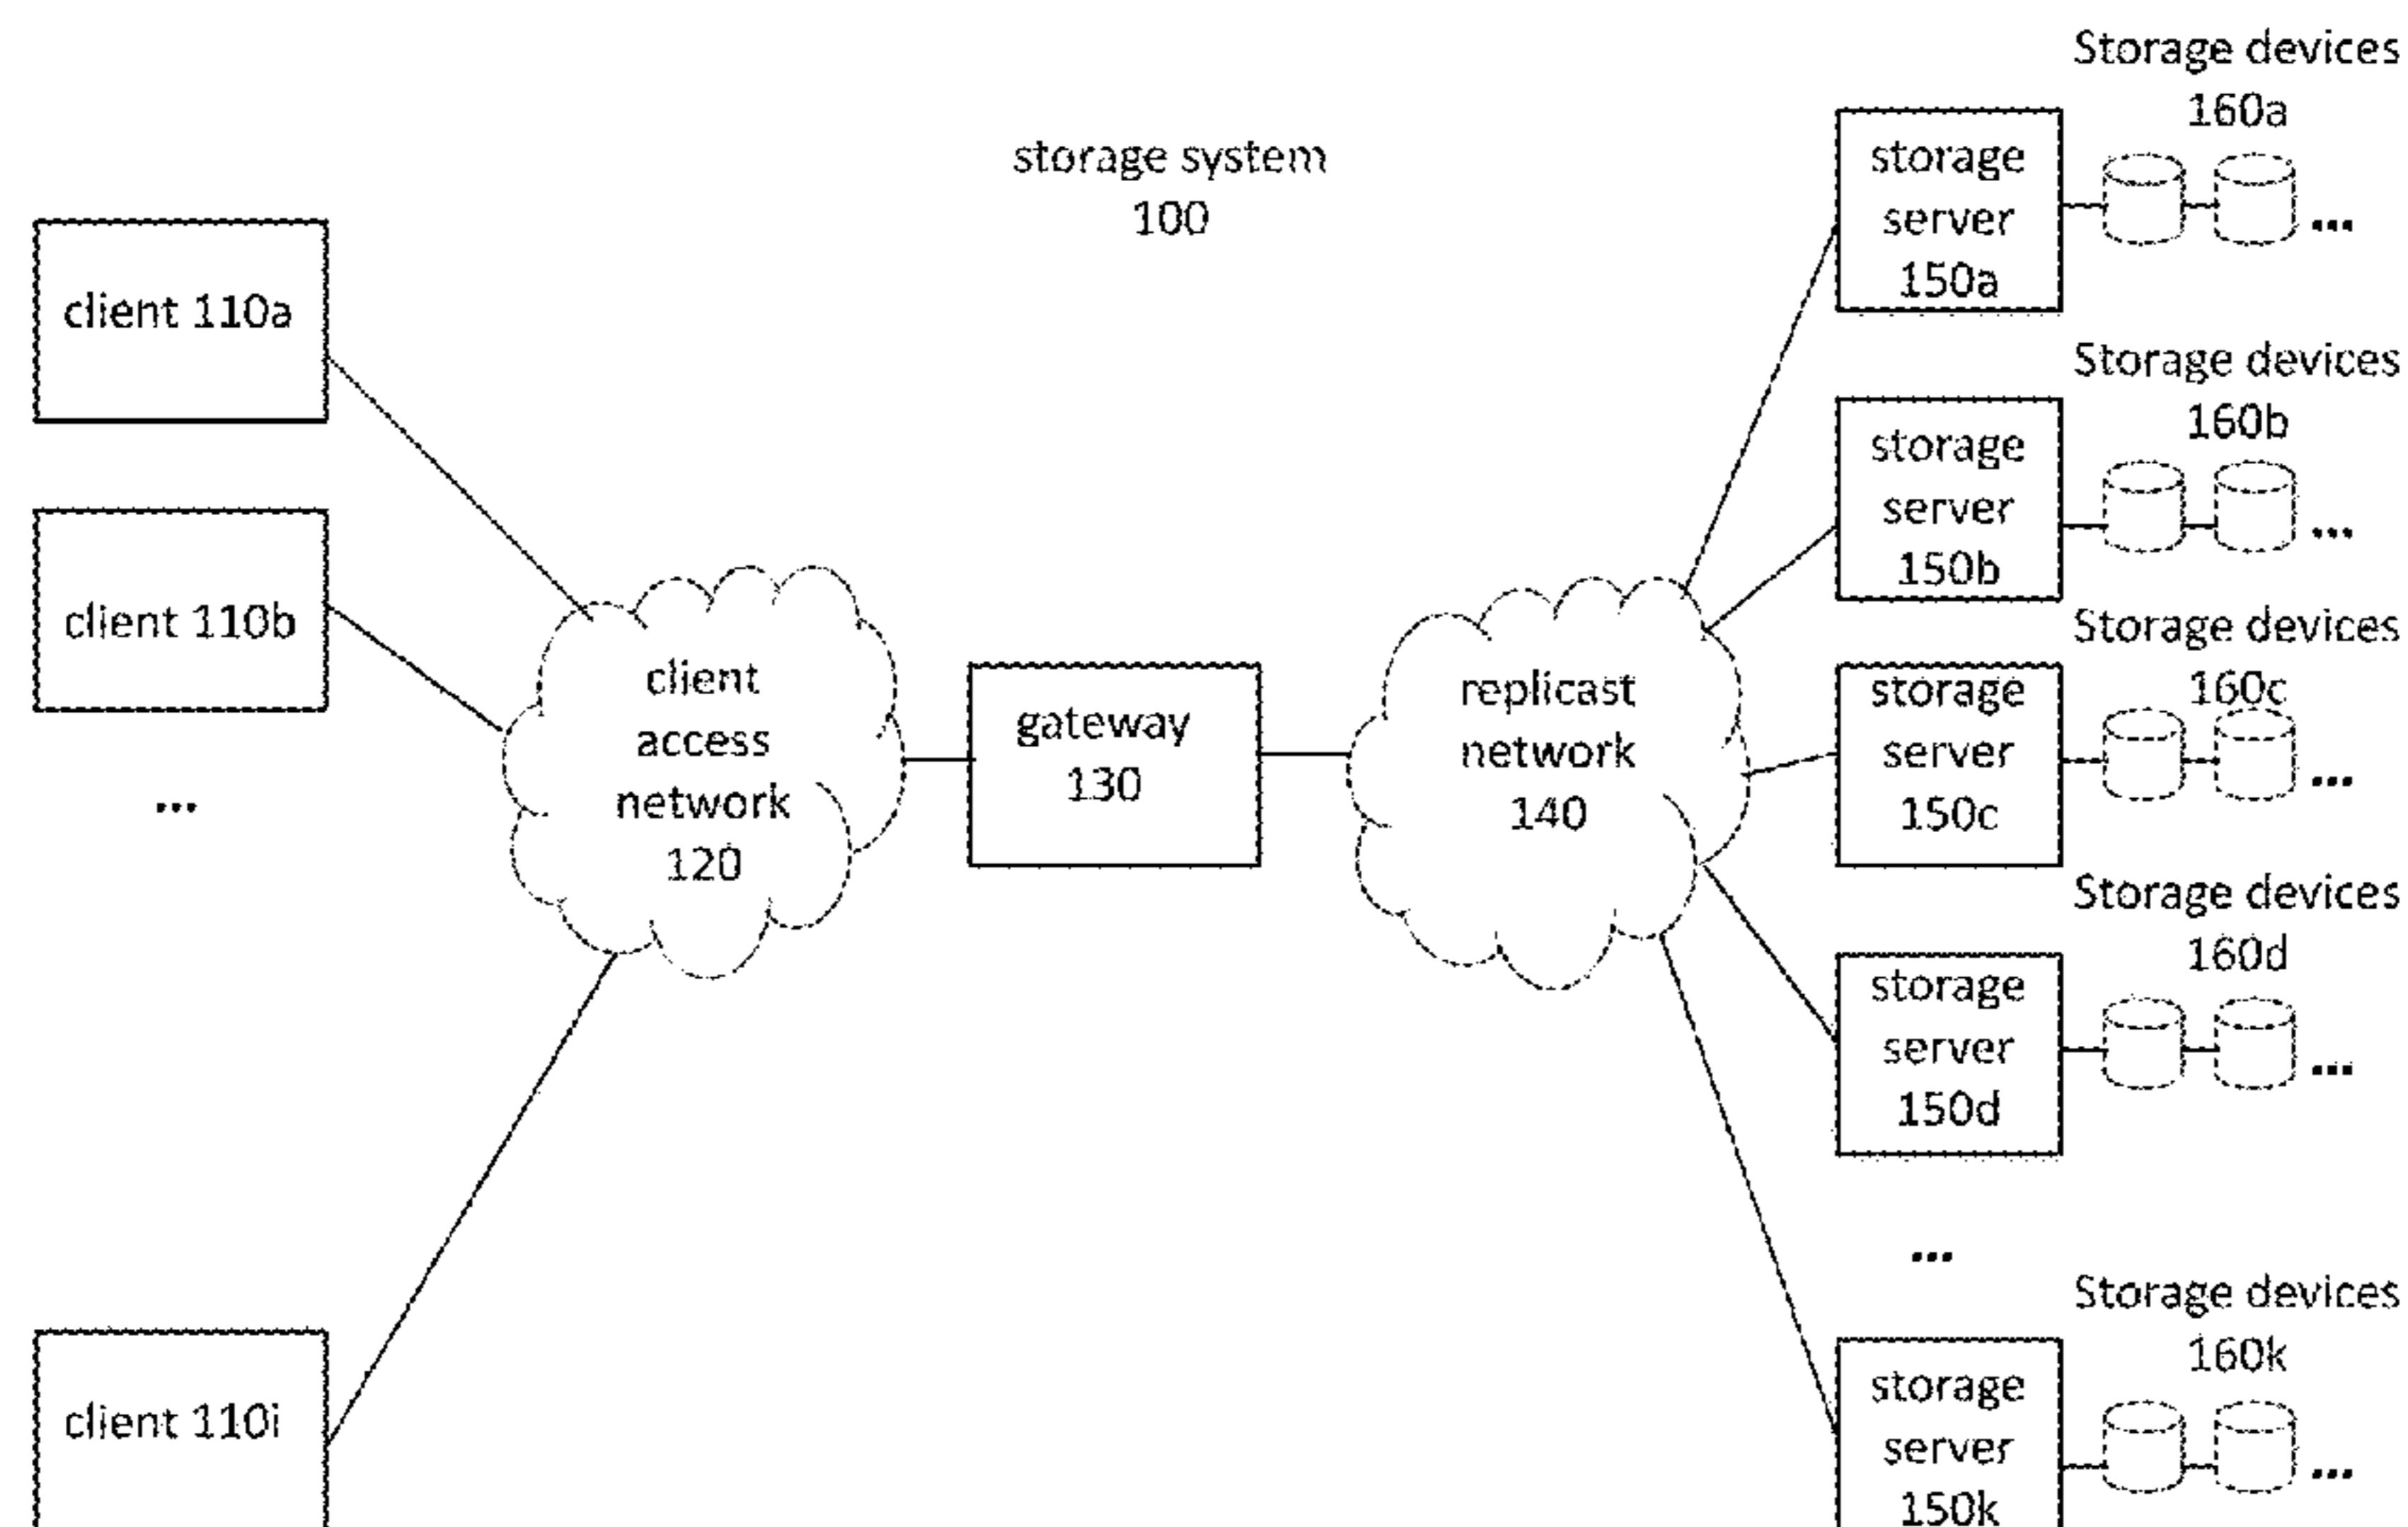 storage system
100
client 110a
client 110b
...
client 110i
client
access
network
120
gateway
130
replicast
network
140
Storage devices
160a
storage
server
150a
...
Storage devices
160b
storage
server
150b
...
Storage devices
160c
storage
server
150c
...
Storage devices
160d
storage
server
150d
...
...
Storage devices
160k
storage
server
150k
...